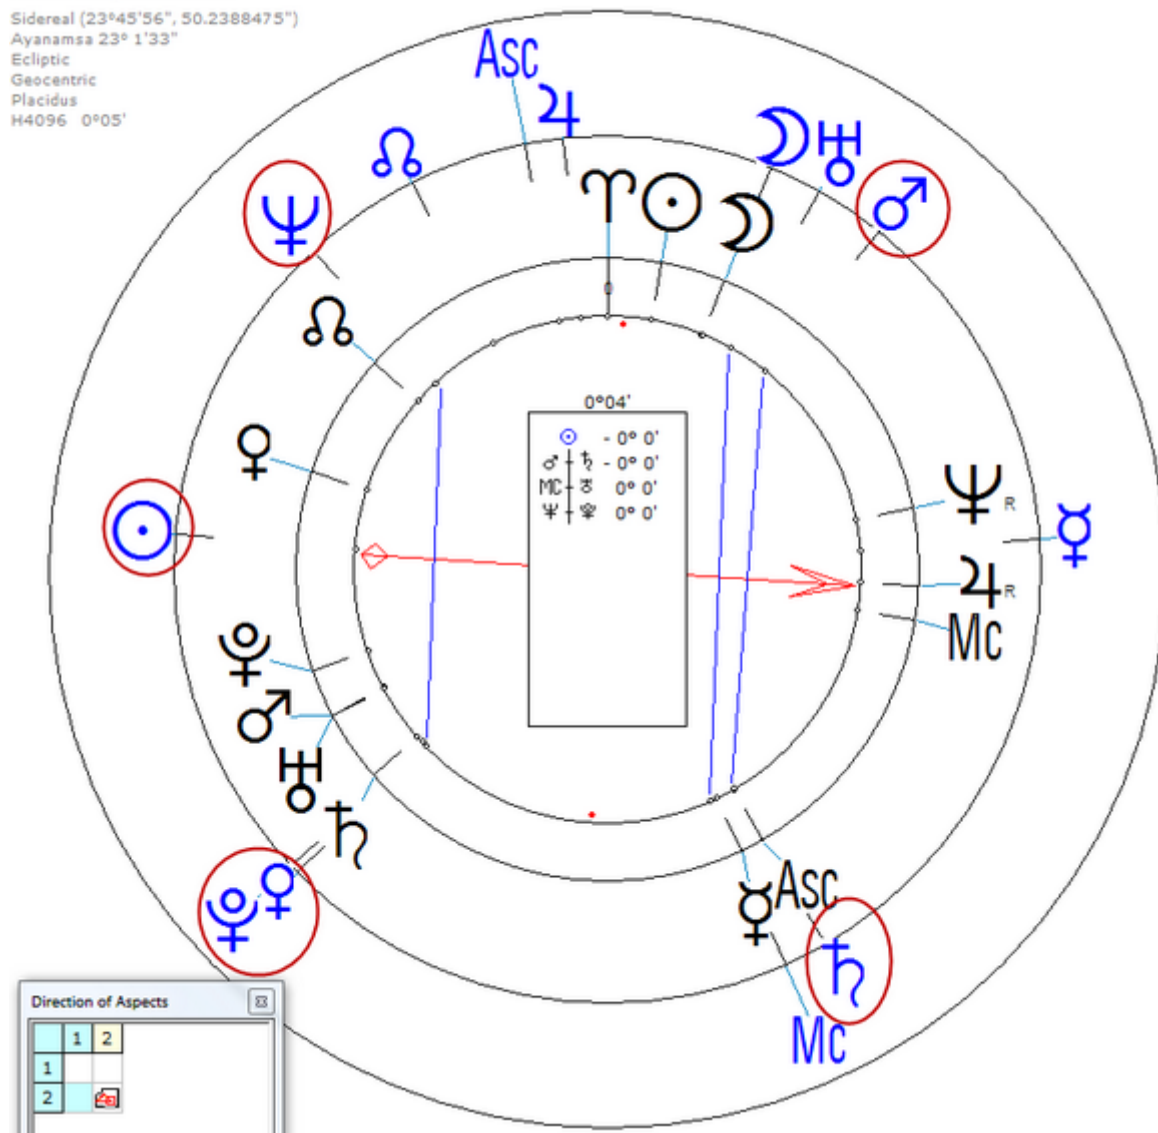 Sidereal (23°45'56", 50.2388475")
Ayanamsa 23° 1'33"
Ecliptic
Geocentric
Placidus
H4096 0°05'
Asc ♃
☊
☽ ♅ ♂
♆
♈ ☉ ☽
☊
0
0°04'
☉ - 0° 0'
♂ ♄ - 0° 0'
MC ♅ 0° 0'
♆ ♇ 0° 0'
♀
♆ R
☿
☉
♃ R
Mc
♇
♂
♅
♄
Asc
☿
♇ ♀
♄
Mc
Direction of Aspects
1 2
1
2